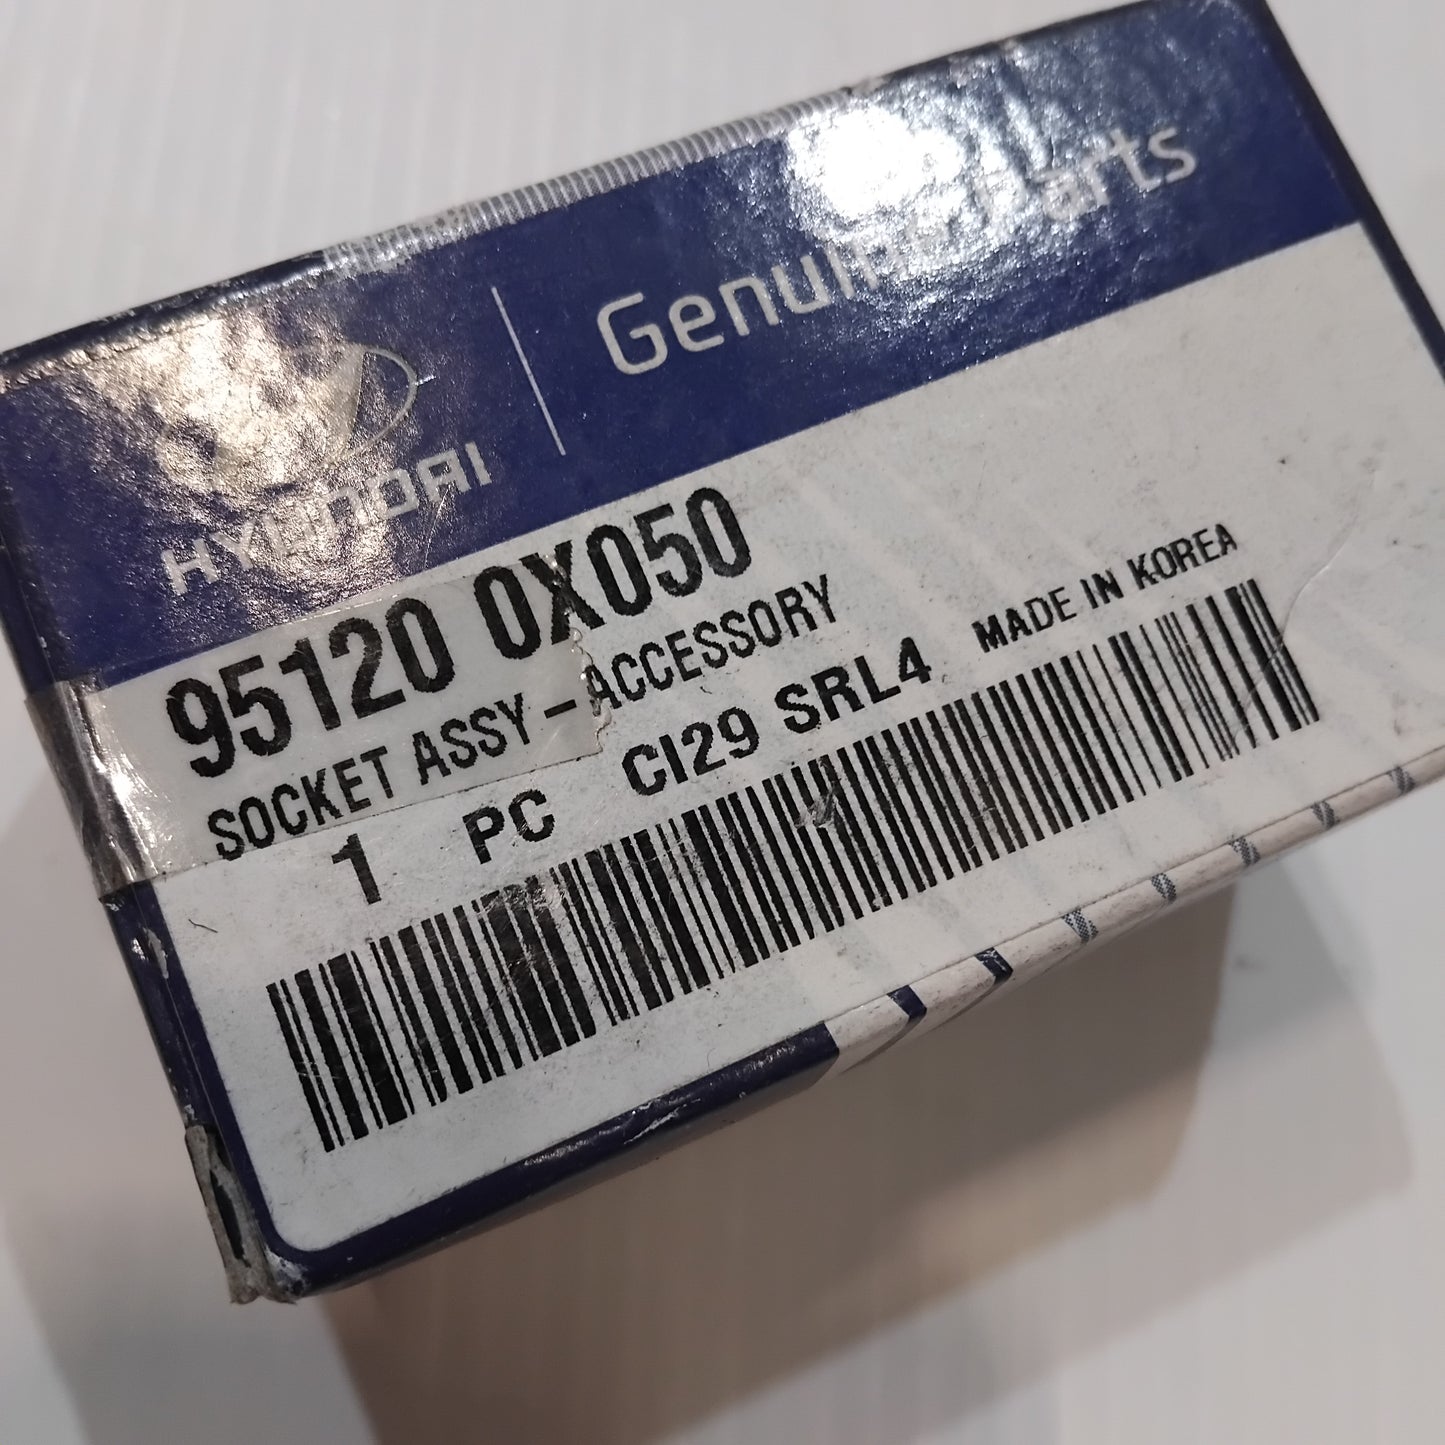 HYUNDAI
Genuine Parts
95120 0X050
SOCKET ASSY-ACCESSORY
1 PC CI29 SRL4 MADE IN KOREA